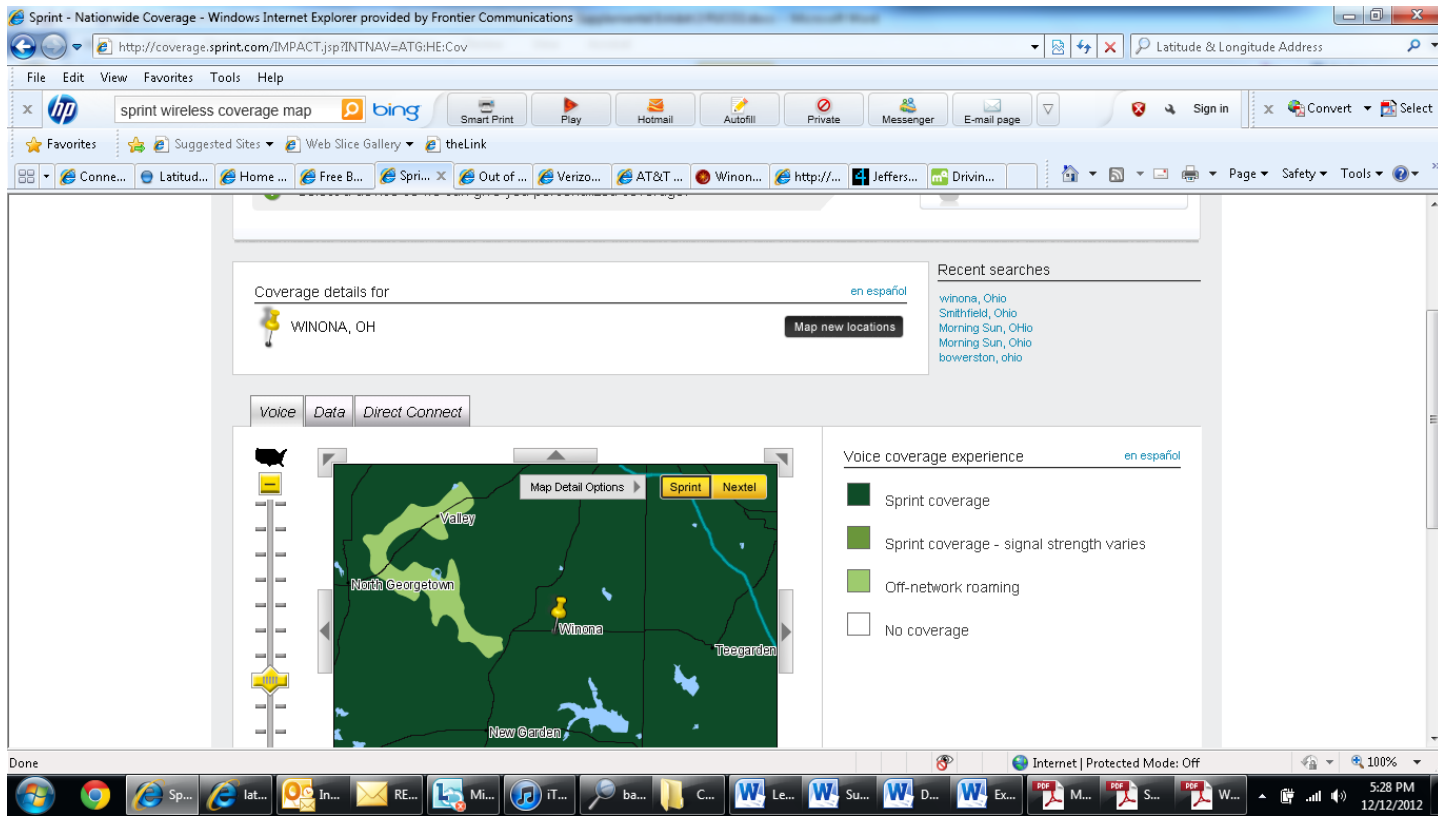 Sprint - Nationwide Coverage - Windows Internet Explorer provided by Frontier Communications
http://coverage.sprint.com/IMPACT.jsp?INTNAV=ATG:HE:Cov
Latitude & Longitude Address
File Edit View Favorites Tools Help
x hp sprint wireless coverage map bing Smart Print Play Hotmail Autofill Private Messenger E-mail page Sign in x Convert Select
Favorites Suggested Sites Web Slice Gallery theLink
Conne... Latitud... Home ... Free B... Spri... X Out of ... Verizo... AT&T ... Winon... http://... Jeffers... Drivin... Page Safety Tools
Coverage details for en español
WINONA, OH
Map new locations
Recent searches
winona, Ohio
Smithfield, Ohio
Morning Sun, OHio
Morning Sun, Ohio
bowerston, ohio
Voice Data Direct Connect
Map Detail Options Sprint Nextel
Valley
North Georgetown
Winona
Teegarden
New Garden
Voice coverage experience en español
Sprint coverage
Sprint coverage - signal strength varies
Off-network roaming
No coverage
Done Internet | Protected Mode: Off 100%
Sp... lat... In... RE... Mi... iT... ba... C... Le... Su... D... Ex... M... S... W... 5:28 PM
12/12/2012